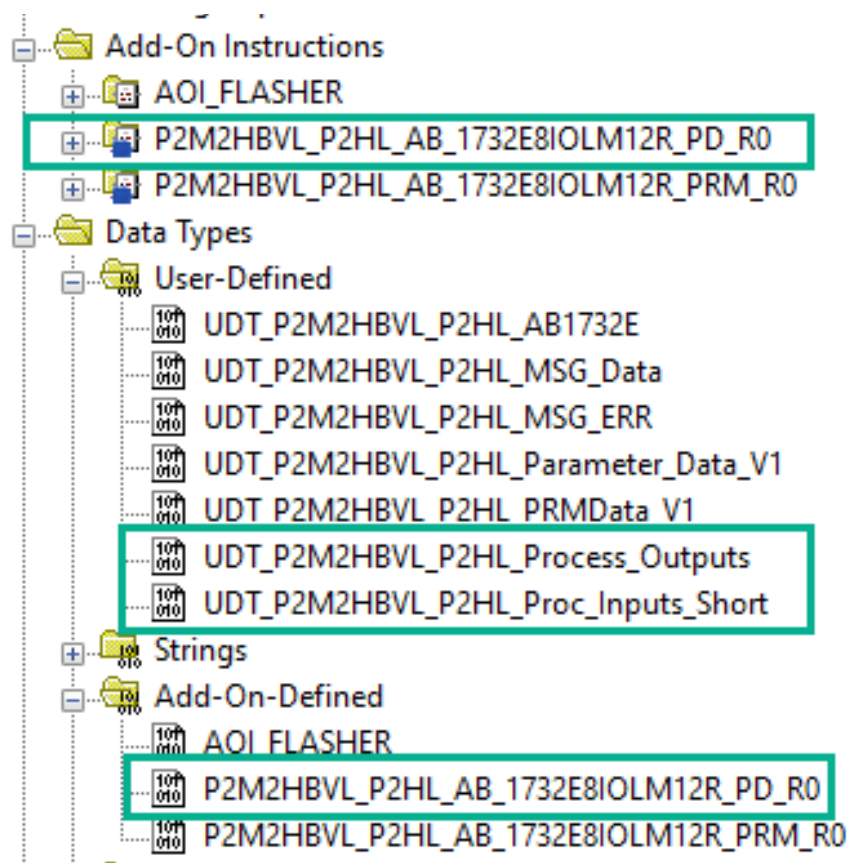 Add-On Instructions
AOI_FLASHER
P2M2HBVL_P2HL_AB_1732E8IOLM12R_PD_R0
P2M2HBVL_P2HL_AB_1732E8IOLM12R_PRM_R0
Data Types
User-Defined
UDT_P2M2HBVL_P2HL_AB1732E
UDT_P2M2HBVL_P2HL_MSG_Data
UDT_P2M2HBVL_P2HL_MSG_ERR
UDT_P2M2HBVL_P2HL_Parameter_Data_V1
UDT_P2M2HBVL_P2HL_PRMData_V1
UDT_P2M2HBVL_P2HL_Process_Outputs
UDT_P2M2HBVL_P2HL_Proc_Inputs_Short
Strings
Add-On-Defined
AOI_FLASHER
P2M2HBVL_P2HL_AB_1732E8IOLM12R_PD_R0
P2M2HBVL_P2HL_AB_1732E8IOLM12R_PRM_R0